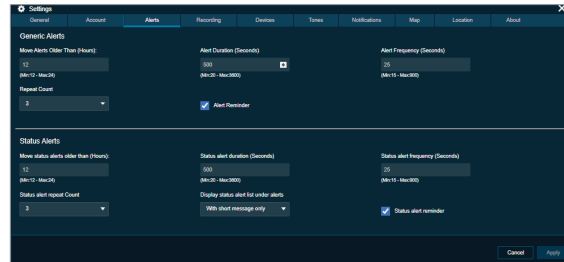 Settings
General Account Alerts Recording Devices Tones Notifications Map Location About
Generic Alerts
Move Alerts Older Than (Hours): Alert Duration (Seconds) Alert Frequency (Seconds)
12 500 25
(Min:12 - Max:24) (Min:20 - Max:3600) (Min:15 - Max:900)
Repeat Count
3 Alert Reminder
Status Alerts
Move status alerts older than (Hours): Status alert duration (Seconds) Status alert frequency (Seconds)
12 500 25
(Min:12 - Max:24) (Min:20 - Max:3600) (Min:15 - Max:900)
Status alert repeat Count Display status alert list under alerts
3 With short message only Status alert reminder
Cancel Apply